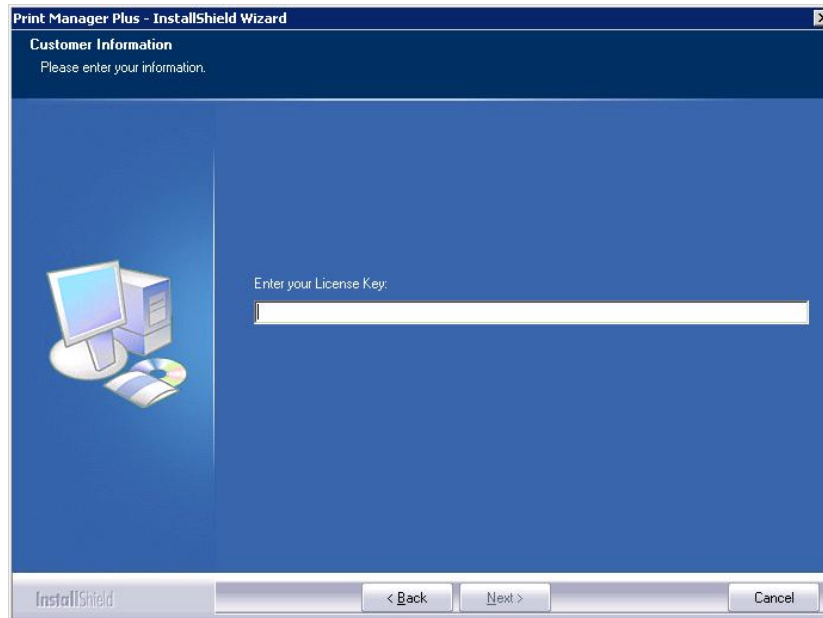 Print Manager Plus - InstallShield Wizard
Customer Information
Please enter your information.
Enter your License Key:
InstallShield
< Back
Next >
Cancel